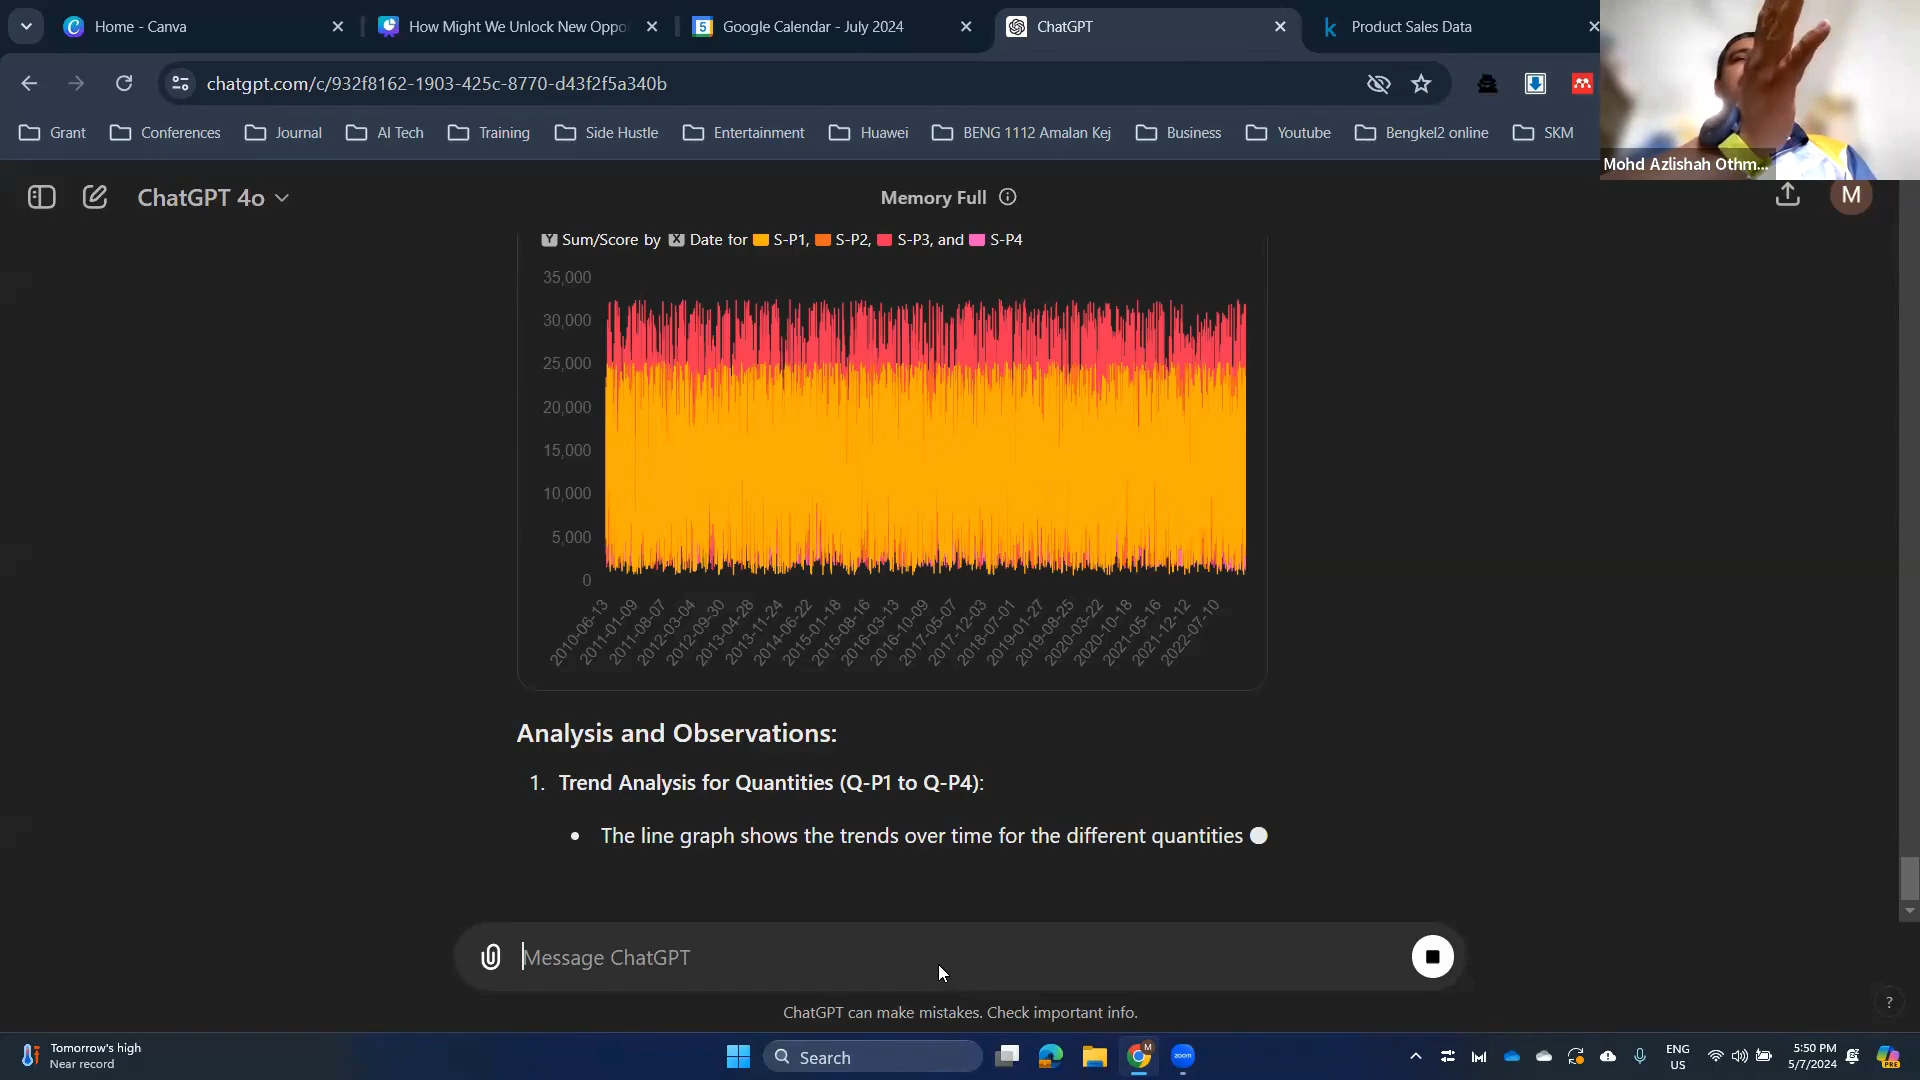 Home - Canva
How Might We Unlock New Oppo
Google Calendar - July 2024
ChatGPT
Product Sales Data
chatgpt.com/c/932f8162-1903-425c-8770-d43f2f5a340b
Grant
Conferences
Journal
AI Tech
Training
Side Hustle
Entertainment
Huawei
BENG 1112 Amalan Kej
Business
Youtube
Bengkel2 online
SKM
Mohd Azlishah Othm...
ChatGPT 4o
Memory Full
M
Y Sum/Score by X Date for S-P1, S-P2, S-P3, and S-P4
35,000
30,000
25,000
20,000
15,000
10,000
5,000
0
2010-06-13
2011-01-09
2011-08-07
2012-03-04
2012-09-30
2013-04-28
2013-11-24
2014-06-22
2015-01-18
2015-08-16
2016-03-13
2016-10-09
2017-05-07
2017-12-03
2018-07-01
2019-01-27
2019-08-25
2020-03-22
2020-10-18
2021-05-16
2021-12-12
2022-07-10
Analysis and Observations:
1. Trend Analysis for Quantities (Q-P1 to Q-P4):
• The line graph shows the trends over time for the different quantities
Message ChatGPT
ChatGPT can make mistakes. Check important info.
?
Tomorrow's high
Near record
Search
M
zoom
ENG
US
5:50 PM
5/7/2024
PRE